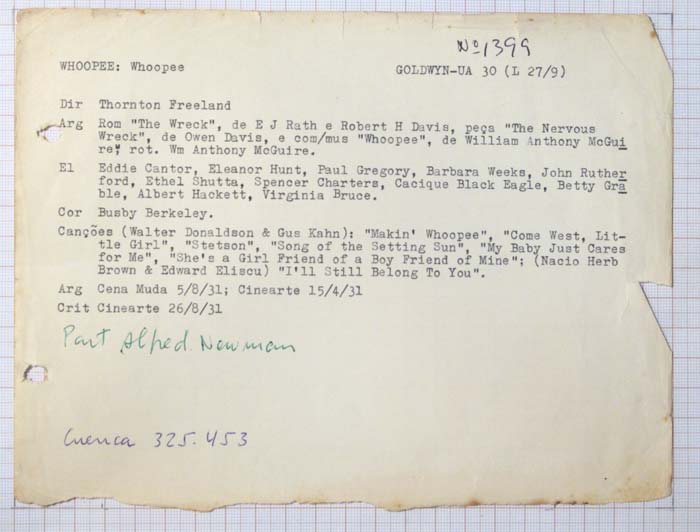 Nº1399
WHOOPEE: Whoopee GOLDWYN-UA 30 (L 27/9)
Dir Thornton Freeland
Arg Rom "The Wreck", de E J Rath e Robert H Davis, peça "The Nervous
Wreck", de Owen Davis, e com/mus "Whoopee", de William Anthony McGui
re; rot. Wm Anthony McGuire.
El Eddie Cantor, Eleanor Hunt, Paul Gregory, Barbara Weeks, John Ruther
ford, Ethel Shutta, Spencer Charters, Cacique Black Eagle, Betty Gra
ble, Albert Hackett, Virginia Bruce.
Cor Busby Berkeley.
Canções (Walter Donaldson & Gus Kahn): "Makin' Whoopee", "Come West, Lit-
tle Girl", "Stetson", "Song of the Setting Sun", "My Baby Just Cares
for Me", "She's a Girl Friend of a Boy Friend of Mine"; (Nacio Herb
Brown & Edward Eliscu) "I'll Still Belong To You".
Arg Cena Muda 5/8/31; Cinearte 15/4/31
Crit Cinearte 26/8/31
Part Alfred Newman
Cuenca 325.453